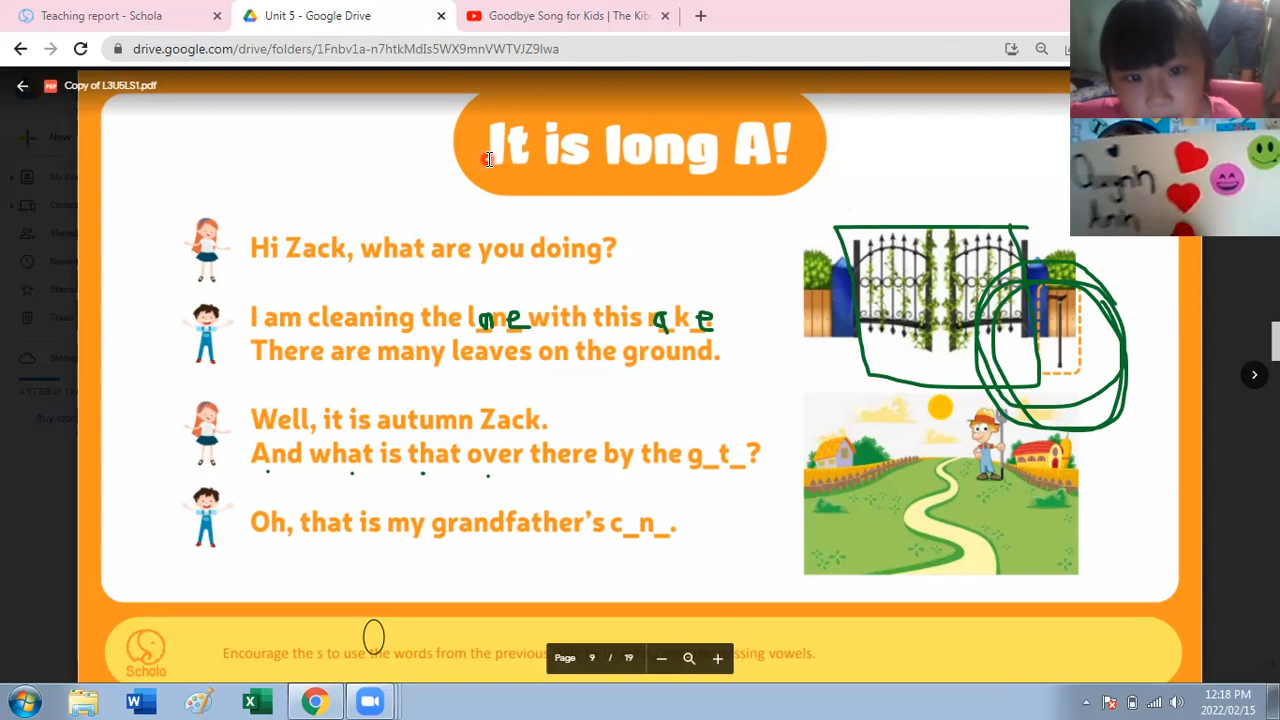 Teaching report - Schola
Unit 5 - Google Drive
Goodbye Song for Kids | The Kib
drive.google.com/drive/folders/1Fnbv1a-n7htkMdIs5WX9mnVWTVJZ9lwa
PDF
Copy of L3U5LS1.pdf
New
It is long A!
Hi Zack, what are you doing?
I am cleaning the l_n_ with this r_k_.
a e a e
There are many leaves on the ground.
Well, it is autumn Zack.
And what is that over there by the g_t_?
Oh, that is my grandfather's c_n_.
Schola
Encourage the s to use the words from the previous
ssing vowels.
Page 9 / 19
12:18 PM
2022/02/15